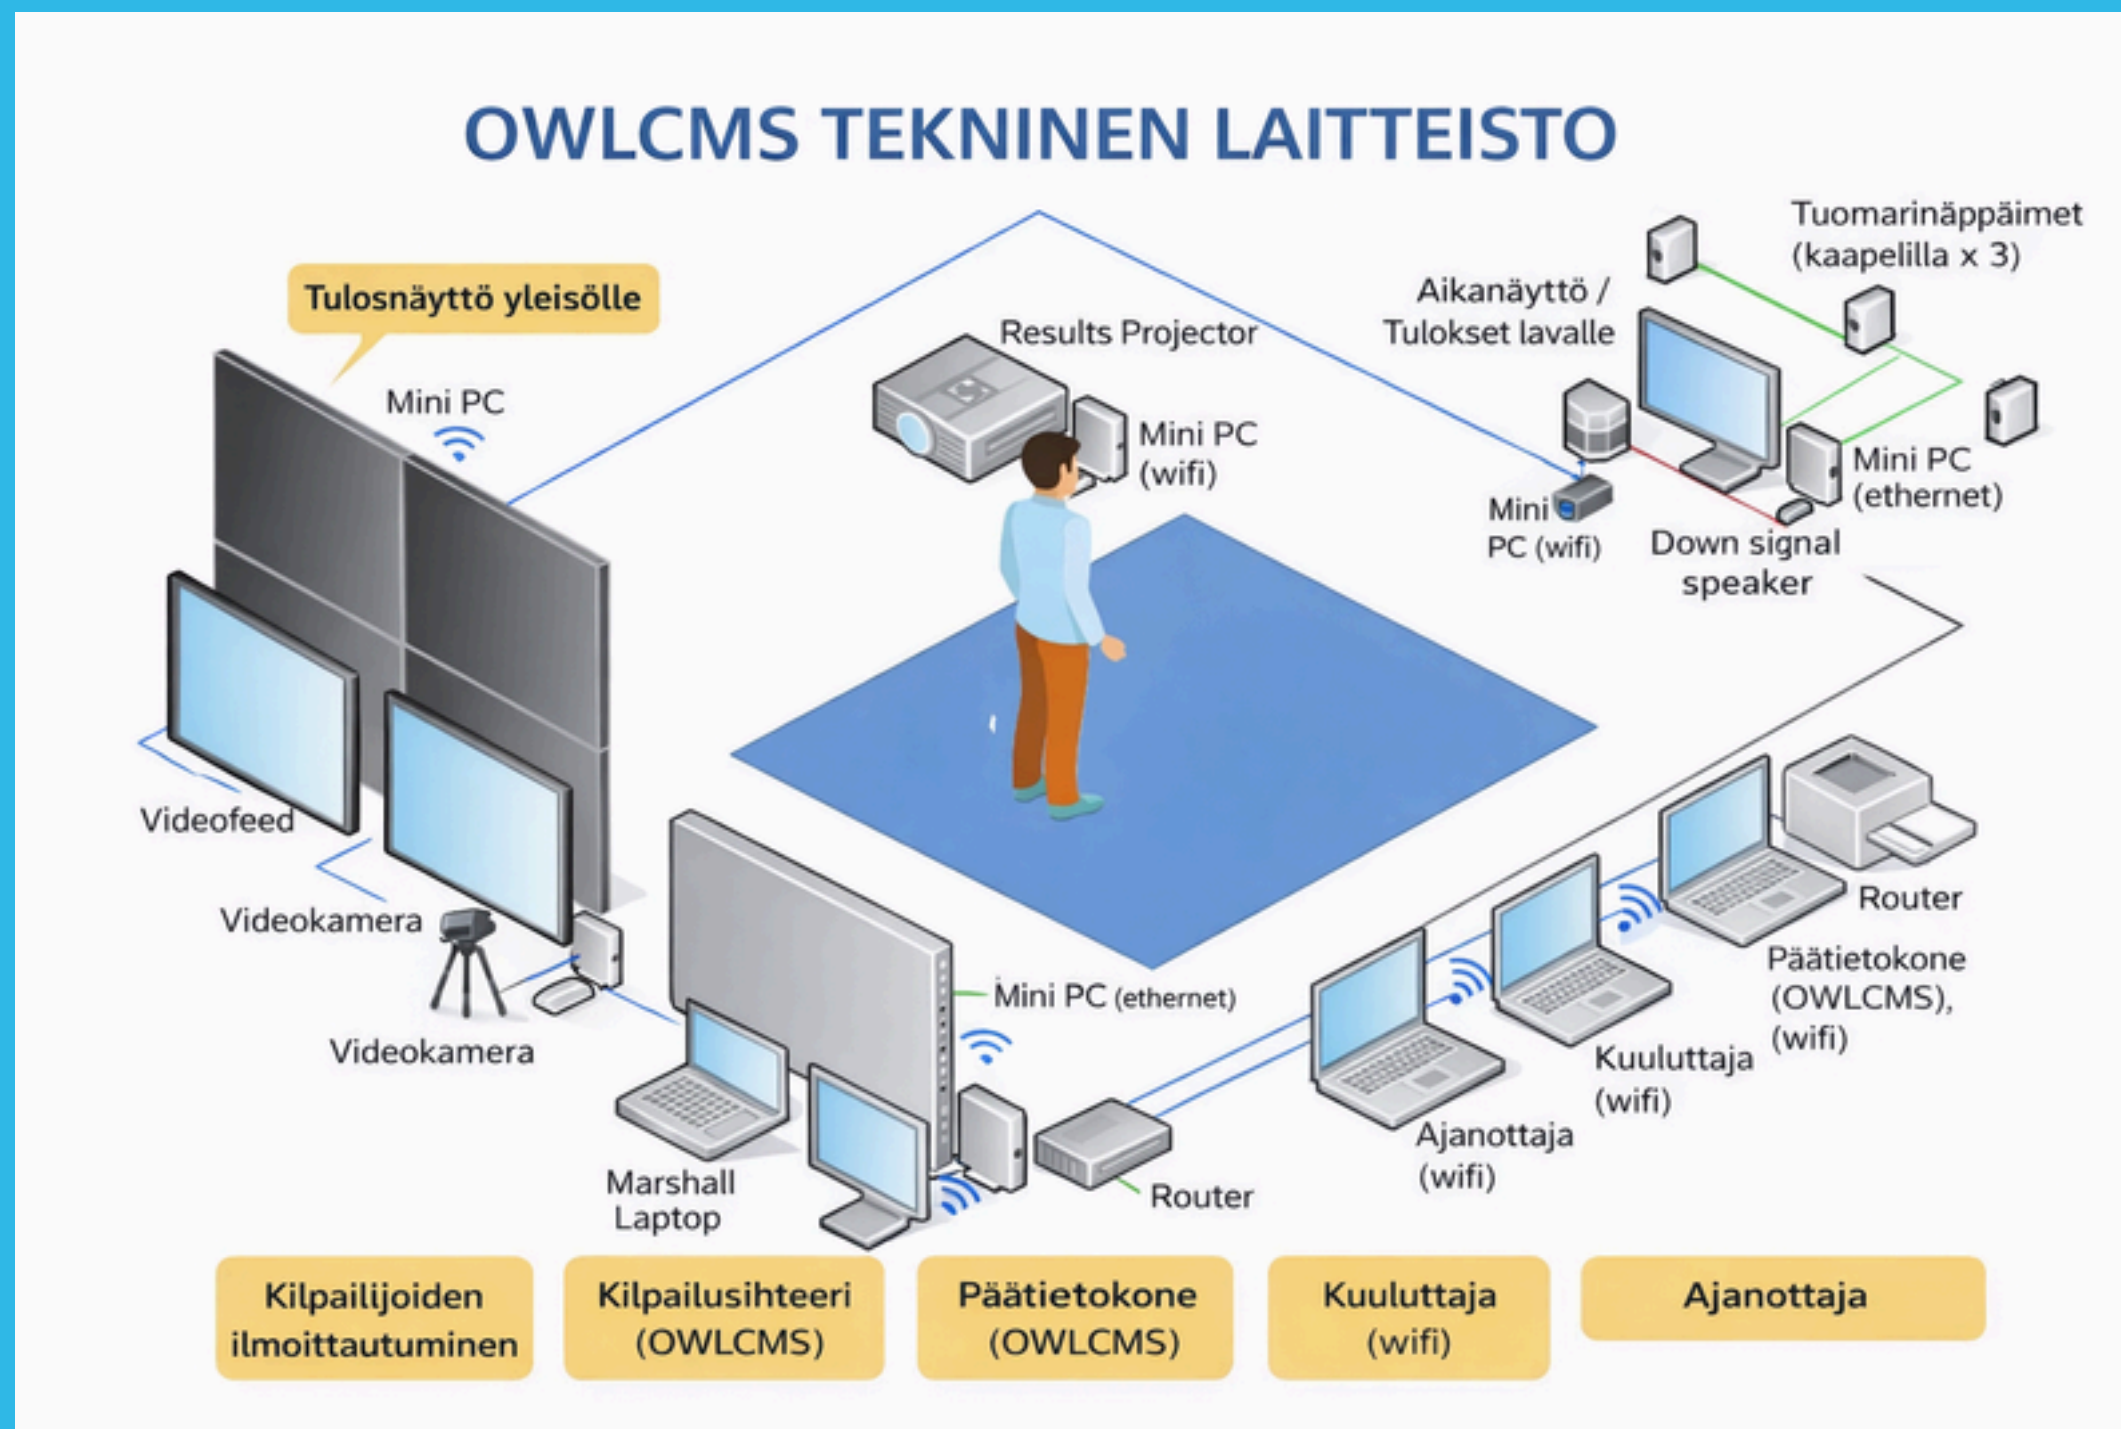 OWLCMS TEKNINEN LAITTEISTO
Tulosnäyttö yleisölle
Mini PC
Results Projector
Mini PC
(wifi)
Aikanäyttö /
Tulokset lavalle
Tuomarinäppäimet
(kaapelilla x 3)
Mini PC
(ethernet)
Mini
PC (wifi)
Down signal
speaker
Videofeed
Videokamera
Videokamera
Mini PC (ethernet)
Marshall
Laptop
Router
Ajanottaja
(wifi)
Kuuluttaja
(wifi)
Router
Päätietokone
(OWLCMS),
(wifi)
Kilpailijoiden
ilmoittautuminen
Kilpailusihteeri
(OWLCMS)
Päätietokone
(OWLCMS)
Kuuluttaja
(wifi)
Ajanottaja